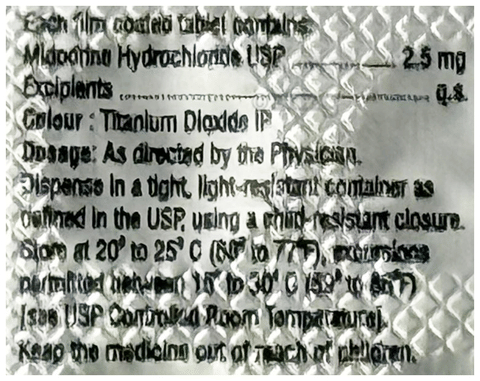 Each film coated tablet contains:
Midodrine Hydrochloride USP ........................ 2.5 mg
Excipients ................................................ q.s.
Colour : Titanium Dioxide IP
Dosage: As directed by the Physician.
Dispense in a tight, light-resistant container as
defined in the USP, using a child-resistant closure.
Store at 20° to 25° C (68° to 77°F), excursions
permitted between 15° to 30° C (59° to 86°F)
[see USP Controlled Room Temperature].
Keep the medicine out of reach of children.